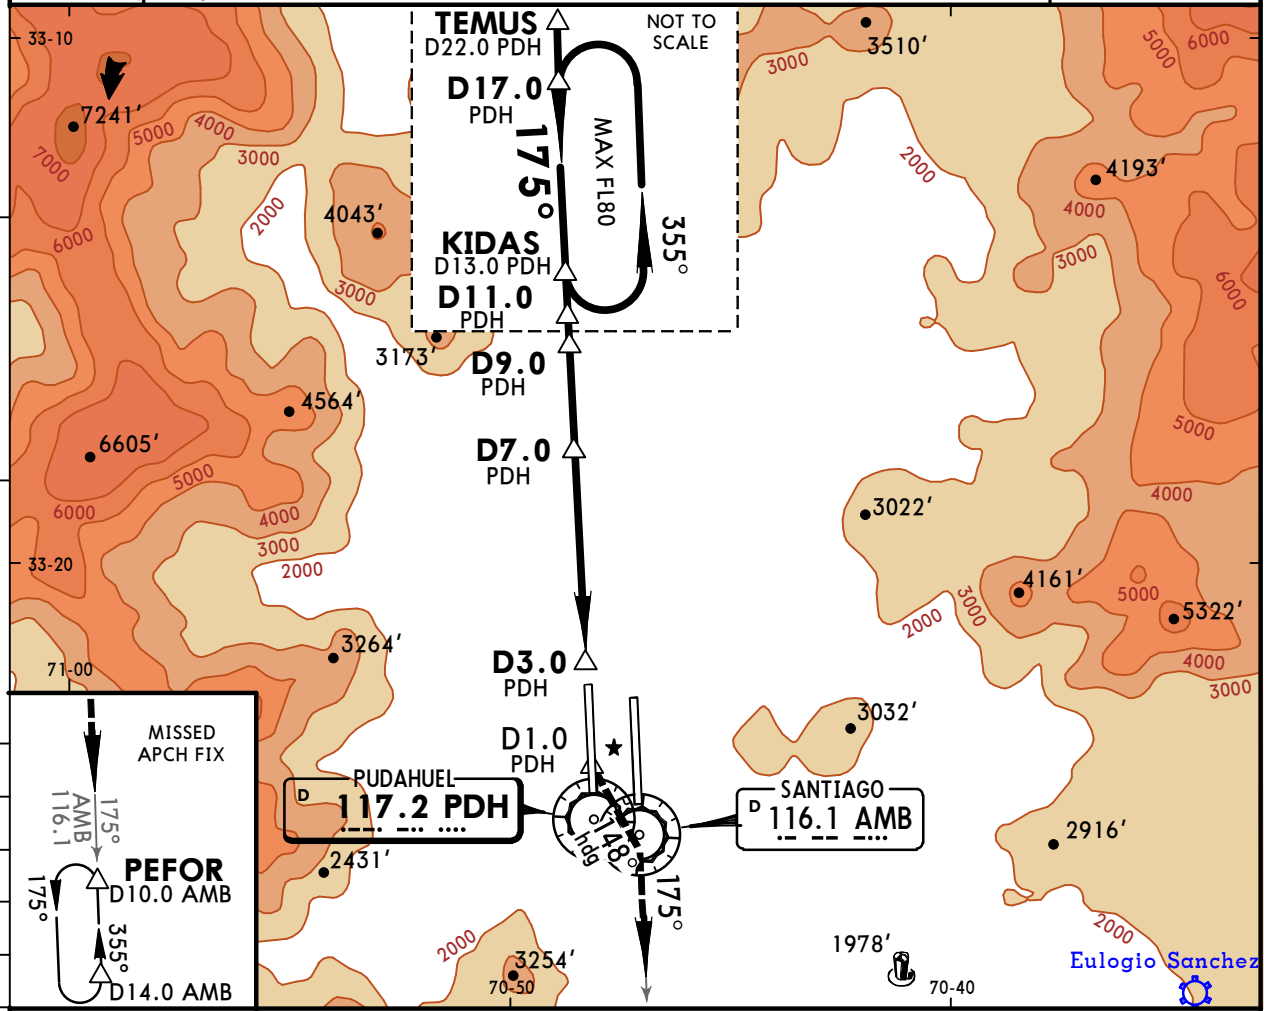 33-10
TEMUS
D22.0 PDH
NOT TO
SCALE
3510'
3000
5000
6000
7241'
D17.0
PDH
5000
4000
3000
7000
175°
MAX FL80
2000
4193'
4000
4043'
2000
6000
KIDAS
D13.0 PDH
355°
3000
6000
3000
D11.0
PDH
3173'
D9.0
PDH
4564'
6605'
D7.0
PDH
5000
5000
6000
4000
3000
2000
3022'
4000
33-20
4161'
5000
5322'
3000
2000
3264'
71-00
D3.0
PDH
4000
3000
MISSED
APCH FIX
D1.0
PDH
3032'
PUDAHUEL
D 117.2 PDH
SANTIAGO
D 116.1 AMB
148°
hdg
175°
175°
AMB
116.1
2431'
2916'
PEFOR
D10.0 AMB
175°
355°
D14.0 AMB
2000
3254'
70-50
1978'
2000
Eulogio Sanchez
70-40